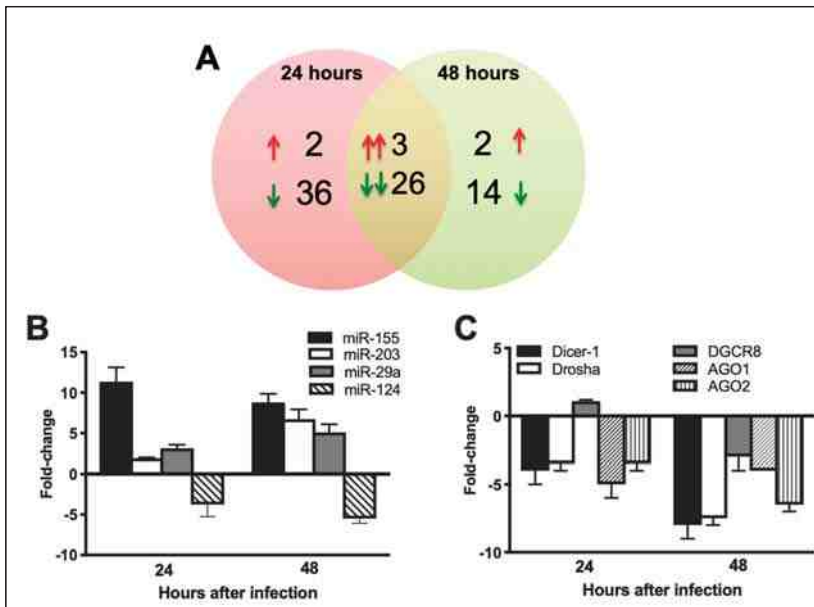 A
24 hours
48 hours
↑ 2
↑↑ 3
2 ↑
↓ 36
↓↓ 26
14 ↓
B
miR-155
miR-203
miR-29a
miR-124
Fold-change
15
10
5
0
-5
-10
24
48
Hours after infection
C
Dicer-1
Drosha
DGCR8
AGO1
AGO2
Fold-change
5
0
-5
-10
24
48
Hours after infection